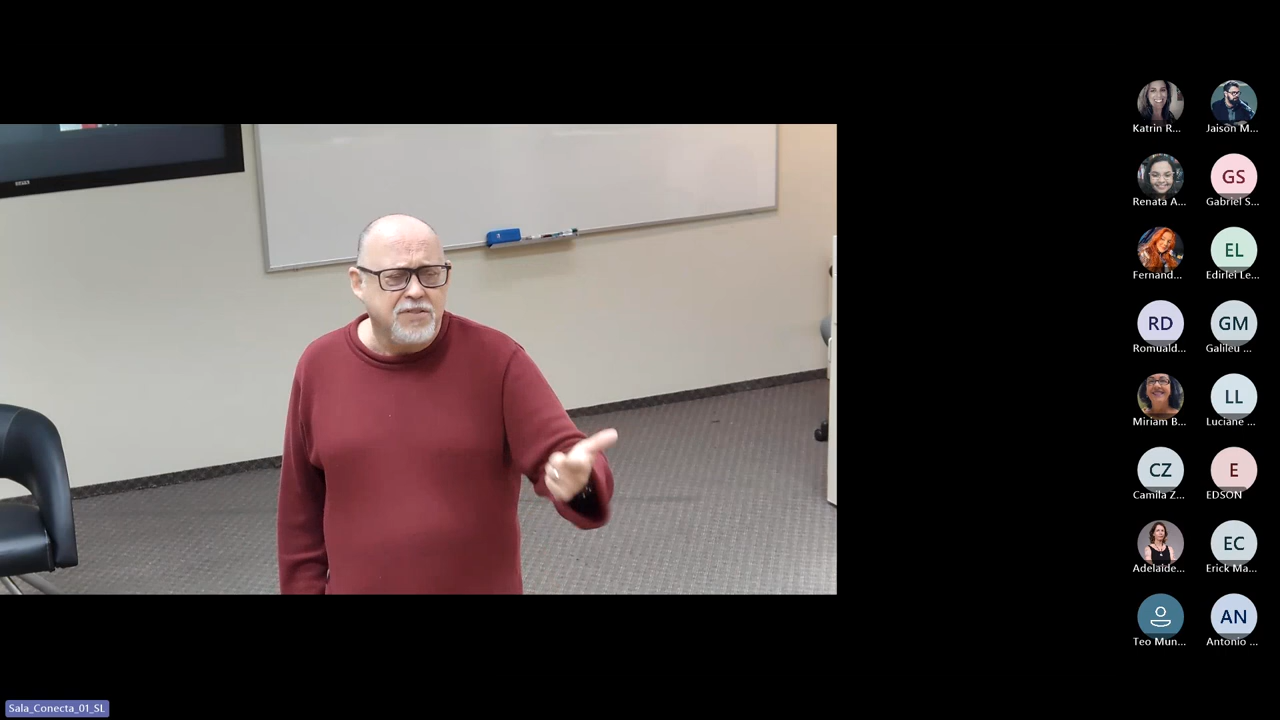 Katrin R...
Jaison M...
Renata A...
GS
Gabriel S...
Fernand...
EL
Edirlei Le...
RD
Romuald...
GM
Galileu ...
Miriam B...
LL
Luciane ...
CZ
Camila Z...
E
EDSON
Adelaide...
EC
Erick Ma...
Teo Mun...
AN
Antonio ...
Sala_Conecta_01_SL